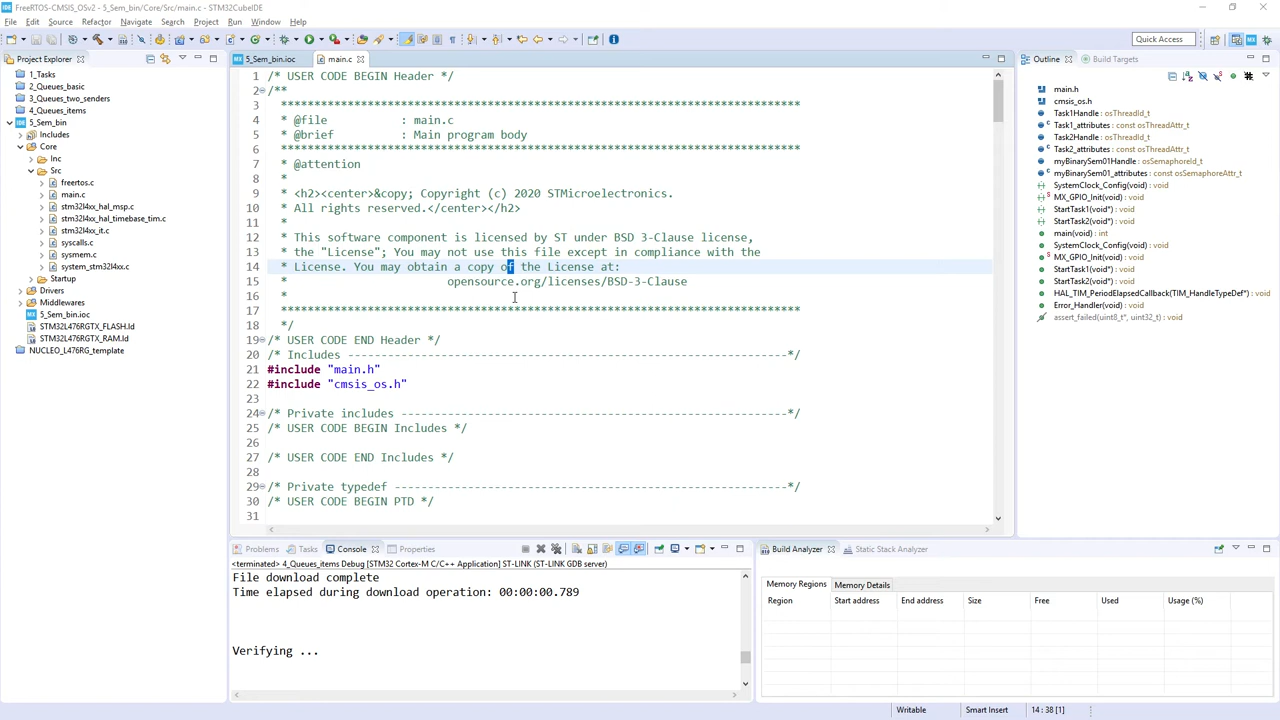 FreeRTOS-CMSIS_OSv2 - 5_Sem_bin/Core/Src/main.c - STM32CubeIDE
File Edit Source Refactor Navigate Search Project Run Window Help
Quick Access
Project Explorer
1_Tasks
2_Queues_basic
3_Queues_two_senders
4_Queues_items
5_Sem_bin
Includes
Core
Inc
Src
freertos.c
main.c
stm32l4xx_hal_msp.c
stm32l4xx_hal_timebase_tim.c
stm32l4xx_it.c
syscalls.c
sysmem.c
system_stm32l4xx.c
Startup
Drivers
Middlewares
5_Sem_bin.ioc
STM32L476RGTX_FLASH.ld
STM32L476RGTX_RAM.ld
NUCLEO_L476RG_template
5_Sem_bin.ioc
main.c
1 /* USER CODE BEGIN Header */
2 /**
3 ******************************************************************************
4 * @file : main.c
5 * @brief : Main program body
6 ******************************************************************************
7 * @attention
8 *
9 * <h2><center>&copy; Copyright (c) 2020 STMicroelectronics.
10 * All rights reserved.</center></h2>
11 *
12 * This software component is licensed by ST under BSD 3-Clause license,
13 * the "License"; You may not use this file except in compliance with the
14 * License. You may obtain a copy of the License at:
15 * opensource.org/licenses/BSD-3-Clause
16 *
17 ******************************************************************************
18 */
19 /* USER CODE END Header */
20 /* Includes ------------------------------------------------------------------*/
21 #include "main.h"
22 #include "cmsis_os.h"
23
24 /* Private includes ----------------------------------------------------------*/
25 /* USER CODE BEGIN Includes */
26
27 /* USER CODE END Includes */
28
29 /* Private typedef -----------------------------------------------------------*/
30 /* USER CODE BEGIN PTD */
31
Outline
Build Targets
main.h
cmsis_os.h
Task1Handle : osThreadId_t
Task1_attributes : const osThreadAttr_t
Task2Handle : osThreadId_t
Task2_attributes : const osThreadAttr_t
myBinarySem01Handle : osSemaphoreId_t
myBinarySem01_attributes : const osSemaphoreAttr_t
SystemClock_Config(void) : void
MX_GPIO_Init(void) : void
StartTask1(void*) : void
StartTask2(void*) : void
main(void) : int
SystemClock_Config(void) : void
MX_GPIO_Init(void) : void
StartTask1(void*) : void
StartTask2(void*) : void
HAL_TIM_PeriodElapsedCallback(TIM_HandleTypeDef*) : void
Error_Handler(void) : void
assert_failed(uint8_t*, uint32_t) : void
Problems Tasks Console Properties
<terminated> 4_Queues_items Debug [STM32 Cortex-M C/C++ Application] ST-LINK (ST-LINK GDB server)
File download complete
Time elapsed during download operation: 00:00:00.789
Verifying ...
Build Analyzer Static Stack Analyzer
Memory Regions Memory Details
Region Start address End address Size Free Used Usage (%)
Writable Smart Insert 14 : 38 [1]